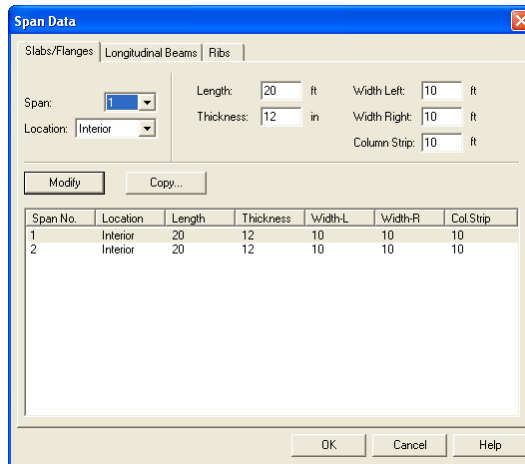 Span Data
Slabs/Flanges Longitudinal Beams Ribs
Span: 1
Location: Interior
Length: 20 ft
Thickness: 12 in
Width Left: 10 ft
Width Right: 10 ft
Column Strip: 10 ft
Modify Copy...
Span No. Location Length Thickness Width-L Width-R Col.Strip
1 Interior 20 12 10 10 10
2 Interior 20 12 10 10 10
OK Cancel Help